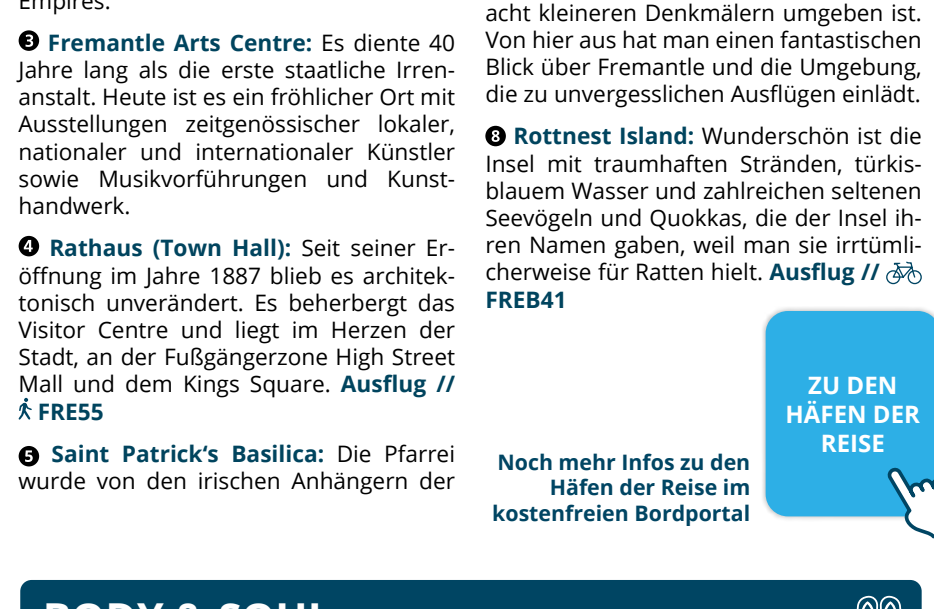 Empires.
❸ Fremantle Arts Centre: Es diente 40
Jahre lang als die erste staatliche Irren-
anstalt. Heute ist es ein fröhlicher Ort mit
Ausstellungen zeitgenössischer lokaler,
nationaler und internationaler Künstler
sowie Musikvorführungen und Kunst-
handwerk.
❹ Rathaus (Town Hall): Seit seiner Er-
öffnung im Jahre 1887 blieb es architek-
tonisch unverändert. Es beherbergt das
Visitor Centre und liegt im Herzen der
Stadt, an der Fußgängerzone High Street
Mall und dem Kings Square. Ausflug //
FRE55
❺ Saint Patrick‘s Basilica: Die Pfarrei
wurde von den irischen Anhängern der
acht kleineren Denkmälern umgeben ist.
Von hier aus hat man einen fantastischen
Blick über Fremantle und die Umgebung,
die zu unvergesslichen Ausflügen einlädt.
❽ Rottnest Island: Wunderschön ist die
Insel mit traumhaften Stränden, türkis-
blauem Wasser und zahlreichen seltenen
Seevögeln und Quokkas, die der Insel ih-
ren Namen gaben, weil man sie irrtümli-
cherweise für Ratten hielt. Ausflug //
FREB41
Noch mehr Infos zu den
Häfen der Reise im
kostenfreien Bordportal
ZU DEN
HÄFEN DER
REISE
BODY & SOUL